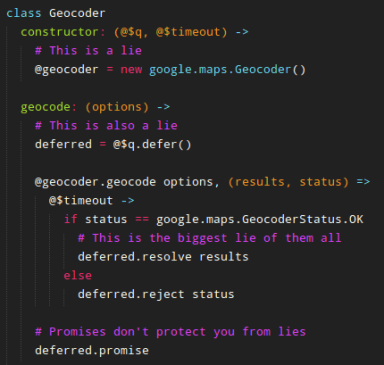 class Geocoder
constructor: (@$q, @$timeout) ->
# This is a lie
@geocoder = new google.maps.Geocoder()
geocode: (options) ->
# This is also a lie
deferred = @$q.defer()
@geocoder.geocode options, (results, status) =>
@$timeout ->
if status == google.maps.GeocoderStatus.OK
# This is the biggest lie of them all
deferred.resolve results
else
deferred.reject status
# Promises don't protect you from lies
deferred.promise